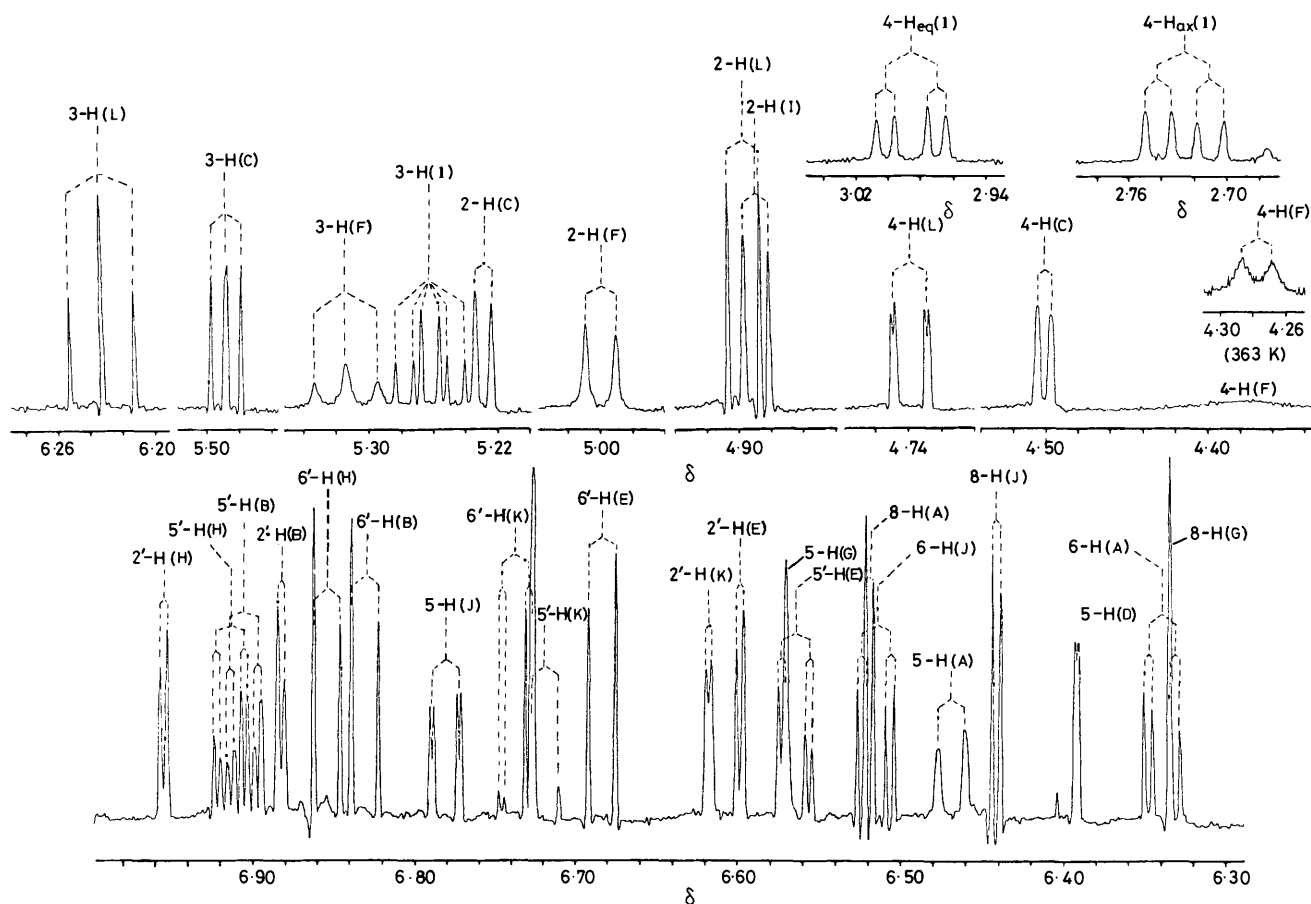 4-Heq(1)
4-Hax(1)
2-H(L)
2-H(I)
3-H(L)
3-H(C)
3-H(1)
2-H(C)
3-H(F)
2-H(F)
4-H(L)
4-H(C)
4-H(F)
3·02
2·94
δ
2·76
2·70
δ
4·30
4·26
(363 K)
4-H(F)
6·26
6·20
5·50
5·30
5·22
5·00
4·90
4·74
4·50
4·40
δ
6'-H(H)
5'-H(B)
5'-H(H)
2'-H(B)
2'-H(H)
6'-H(B)
5-H(J)
6'-H(K)
5'-H(K)
6'-H(E)
2'-H(K)
2'-H(E)
5-H(G)
5'-H(E)
8-H(A)
6-H(J)
5-H(A)
8-H(J)
6-H(A)
8-H(G)
5-H(D)
6·90
6·80
6·70
6·60
6·50
6·40
6·30
δ